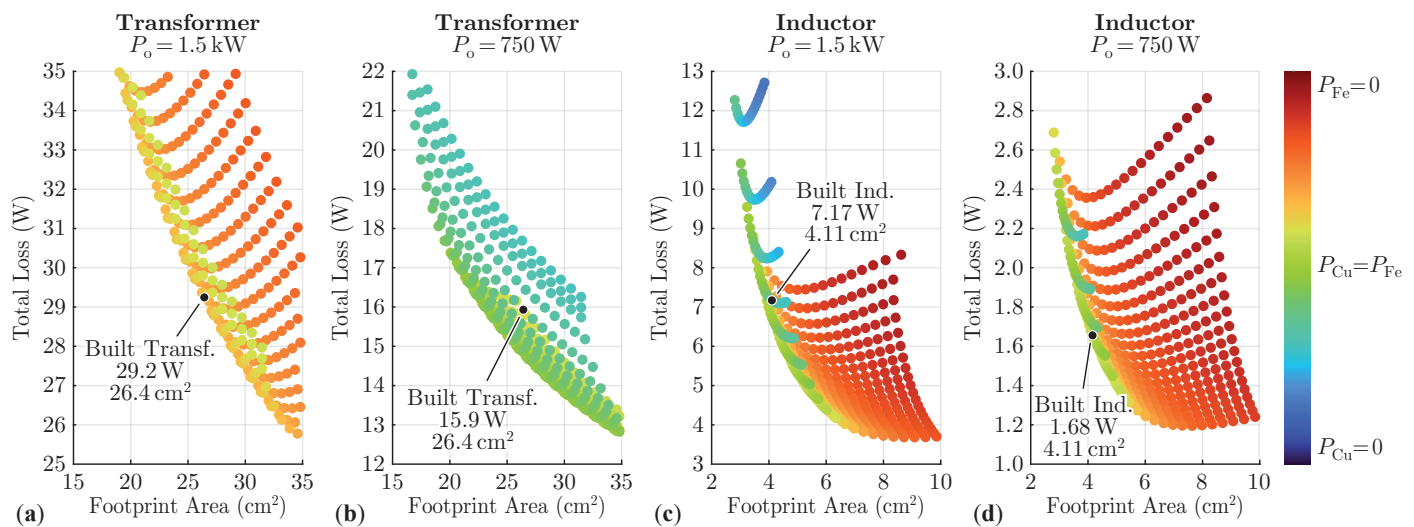 Transformer
Pₒ = 1.5 kW
Total Loss (W)
35
34
33
32
31
30
29
28
27
26
25
Built Transf.
29.2 W
26.4 cm²
15
20
25
30
35
(a)
Footprint Area (cm²)
Transformer
Pₒ = 750 W
Total Loss (W)
22
21
20
19
18
17
16
15
14
13
12
Built Transf.
15.9 W
26.4 cm²
15
20
25
30
35
(b)
Footprint Area (cm²)
Inductor
Pₒ = 1.5 kW
Total Loss (W)
13
12
11
10
9
8
7
6
5
4
3
Built Ind.
7.17 W
4.11 cm²
2
4
6
8
10
(c)
Footprint Area (cm²)
Inductor
Pₒ = 750 W
Total Loss (W)
3.0
2.8
2.6
2.4
2.2
2.0
1.8
1.6
1.4
1.2
1.0
Built Ind.
1.68 W
4.11 cm²
2
4
6
8
10
(d)
Footprint Area (cm²)
P_Fe=0
P_Cu=P_Fe
P_Cu=0